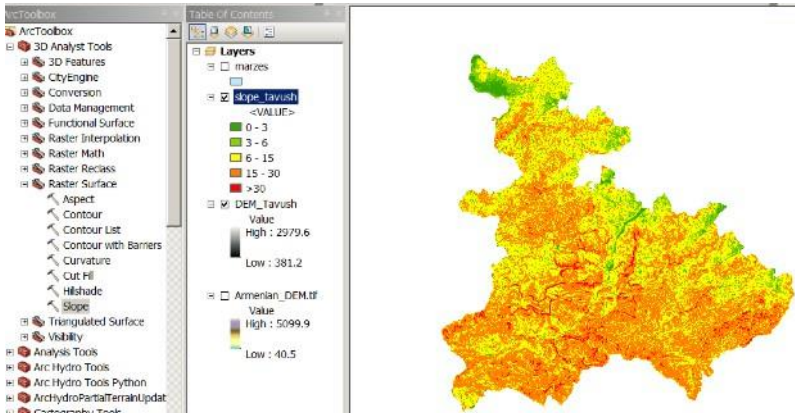 ArcToolbox
ArcToolbox
3D Analyst Tools
3D Features
CityEngine
Conversion
Data Management
Functional Surface
Raster Interpolation
Raster Math
Raster Reclass
Raster Surface
Aspect
Contour
Contour List
Contour with Barriers
Curvature
Cut Fill
Hillshade
Slope
Triangulated Surface
Visibility
Analysis Tools
Arc Hydro Tools
Arc Hydro Tools Python
ArcHydroPartialTerrainUpdat
Cartography Tools
Table Of Contents
Layers
marzes
slope_tavush
<VALUE>
0 - 3
3 - 6
6 - 15
15 - 30
>30
DEM_Tavush
Value
High : 2979.6
Low : 381.2
Armenian_DEM.tif
Value
High : 5099.9
Low : 40.5